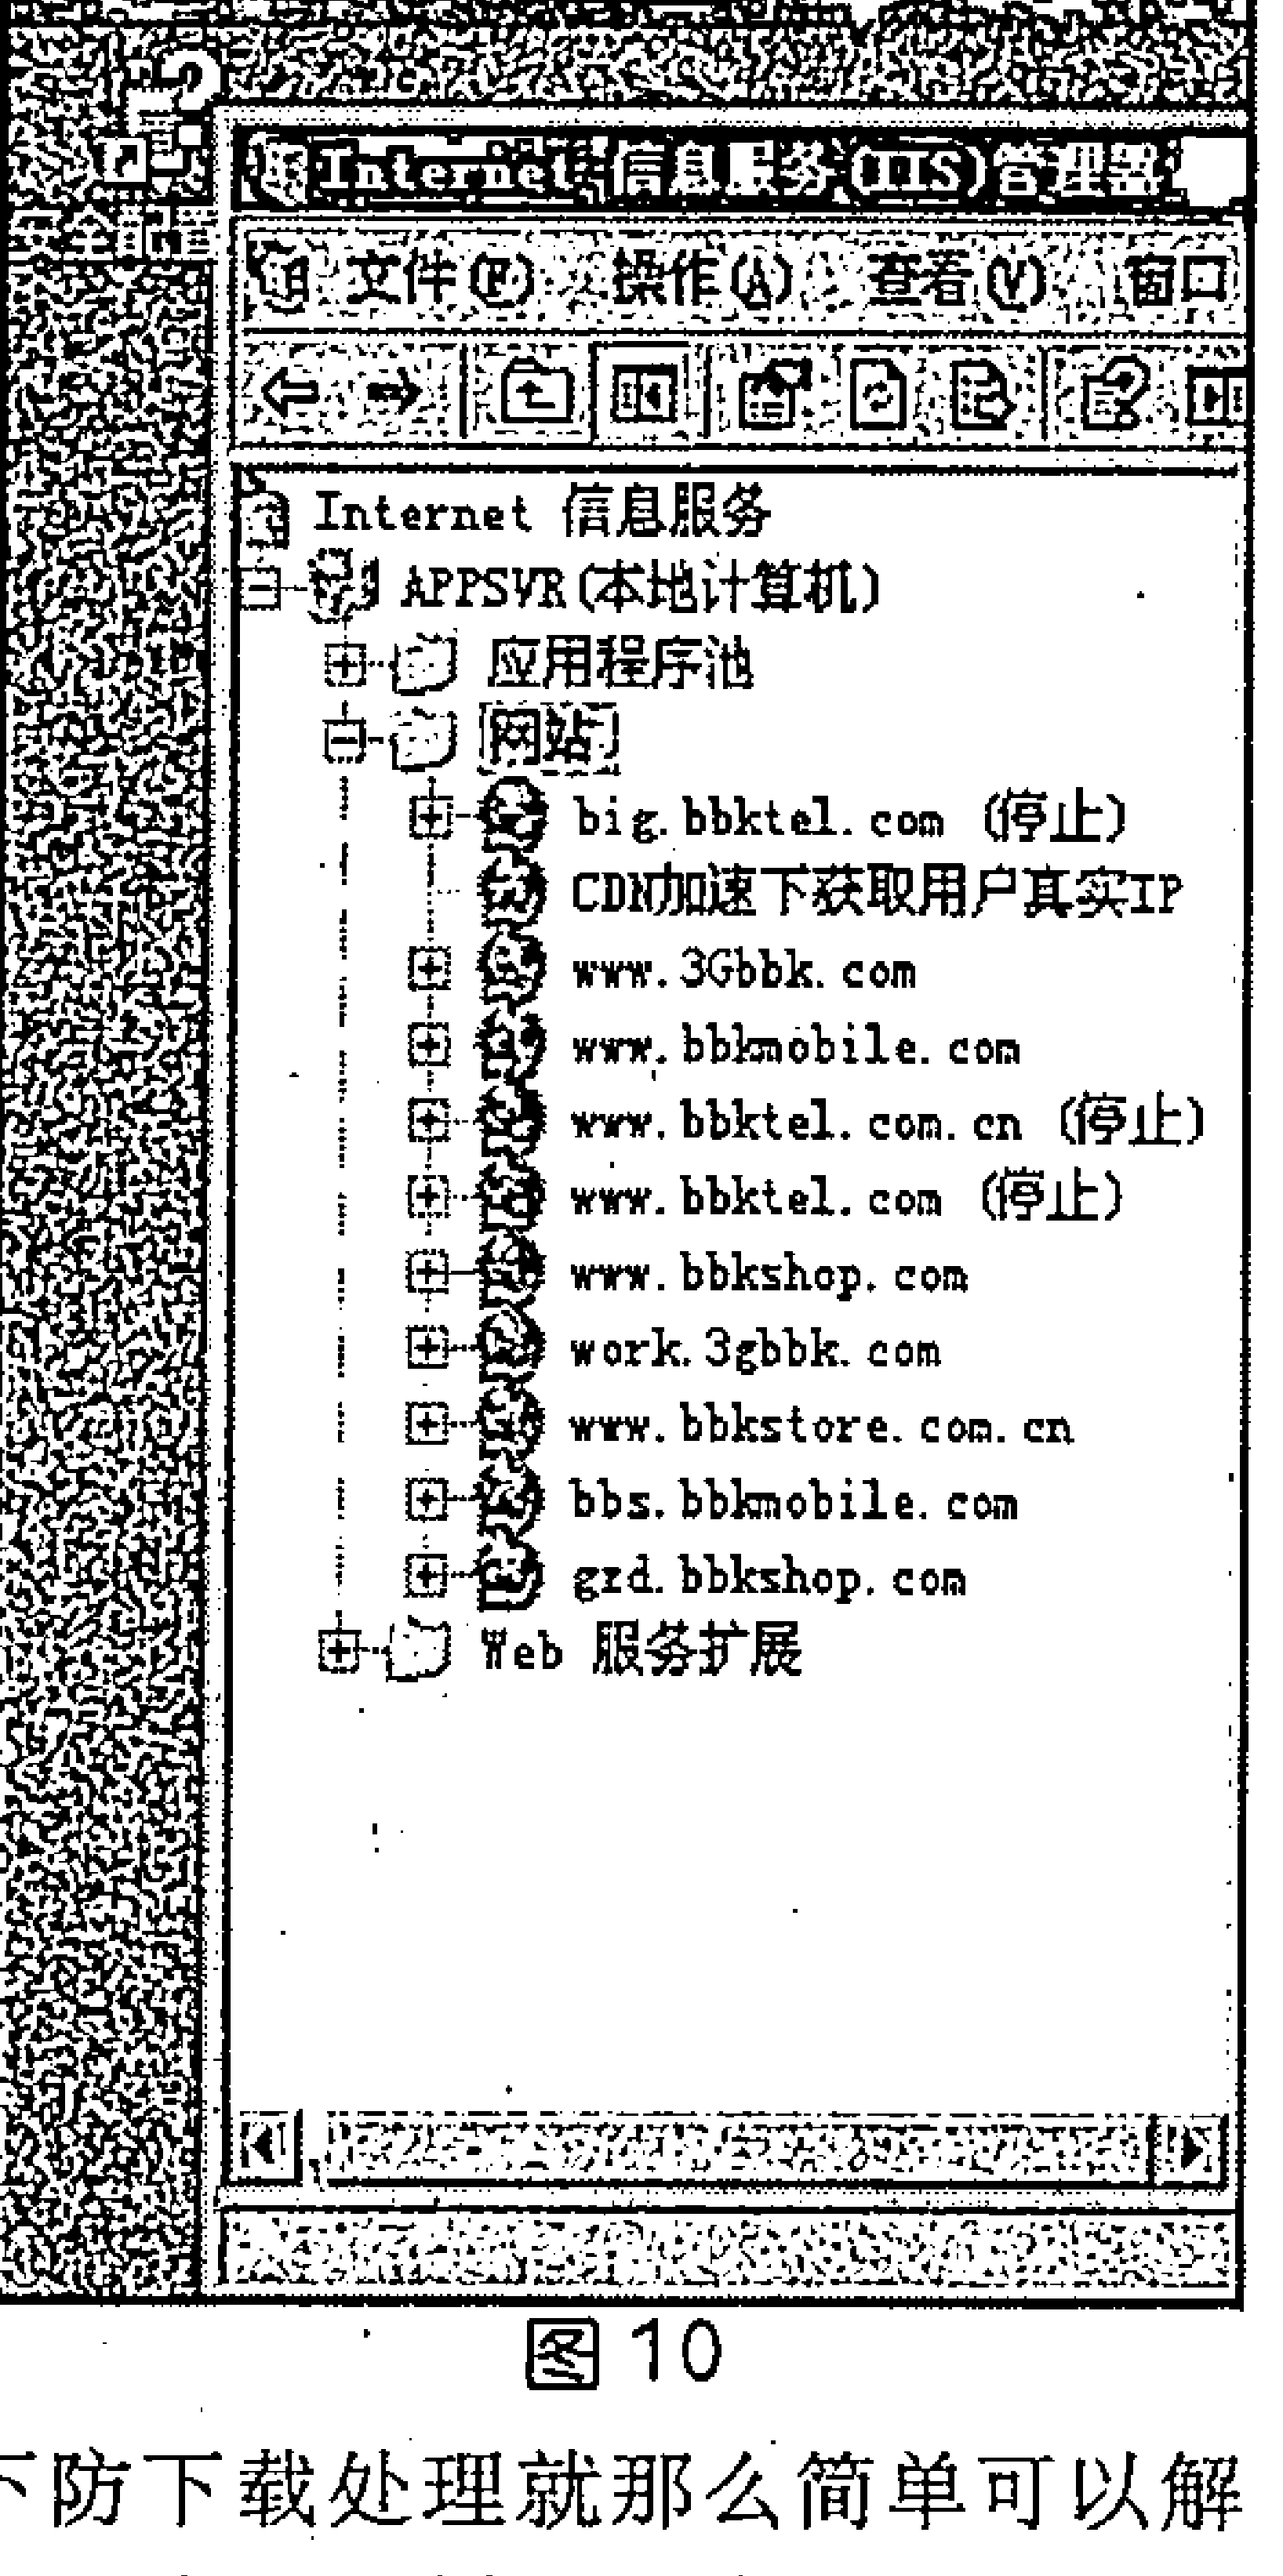 安全配置
Internet 信息服务(IIS)管理器
文件(F) 操作(A) 查看(V) 窗口
Internet 信息服务
APPSVR(本地计算机)
应用程序池
网站
big.bbktel.com (停止)
CDN加速下获取用户真实IP
www.3Gbbk.com
www.bbkmobile.com
www.bbktel.com.cn (停止)
www.bbktel.com (停止)
www.bbkshop.com
work.3gbbk.com
www.bbkstore.com.cn
bbs.bbkmobile.com
gzd.bbkshop.com
Web 服务扩展
图 10
下防下载处理就那么简单可以解